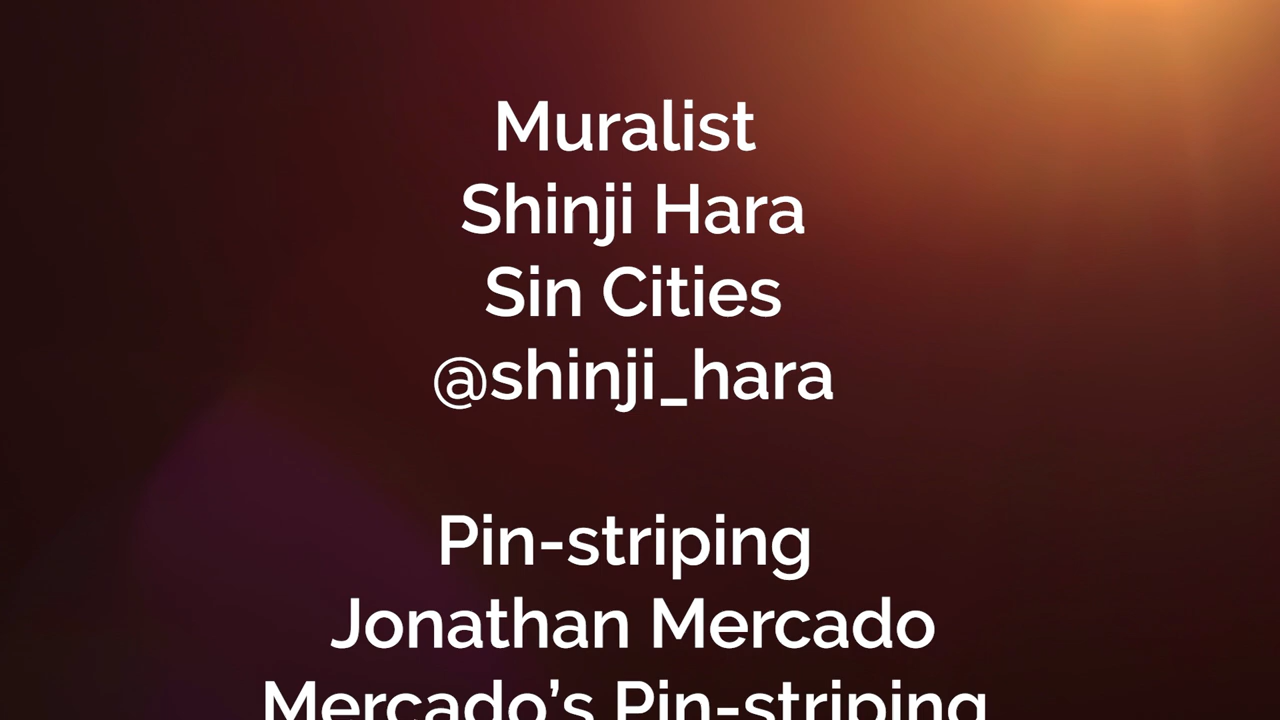 Muralist
Shinji Hara
Sin Cities
@shinji_hara
Pin-striping
Jonathan Mercado
Mercado’s Pin-striping